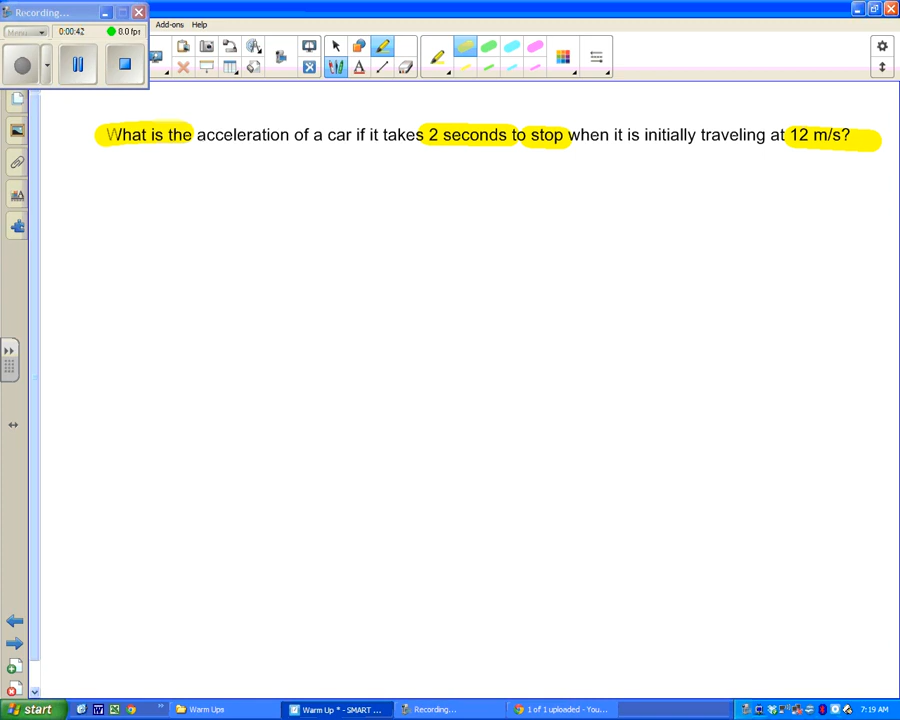 Recording...
Menu
0:00:42
0.0 fps
Add-ons Help
What is the acceleration of a car if it takes 2 seconds to stop when it is initially traveling at 12 m/s?
start
Warm Ups
Warm Up * - SMART ...
Recording...
1 of 1 uploaded - You...
7:19 AM